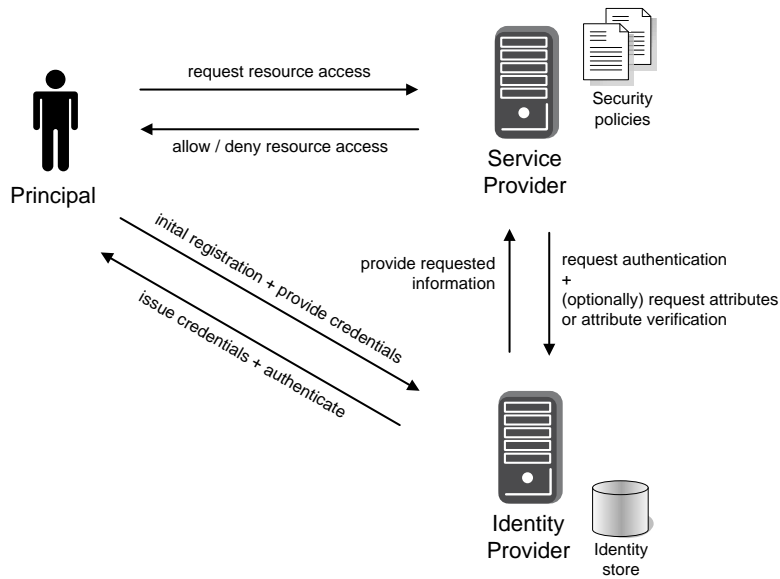 request resource access
Security
policies
allow / deny resource access
Service
Provider
Principal
inital registration + provide credentials
issue credentials + authenticate
provide requested
information
request authentication
+
(optionally) request attributes
or attribute verification
Identity
Provider
Identity
store